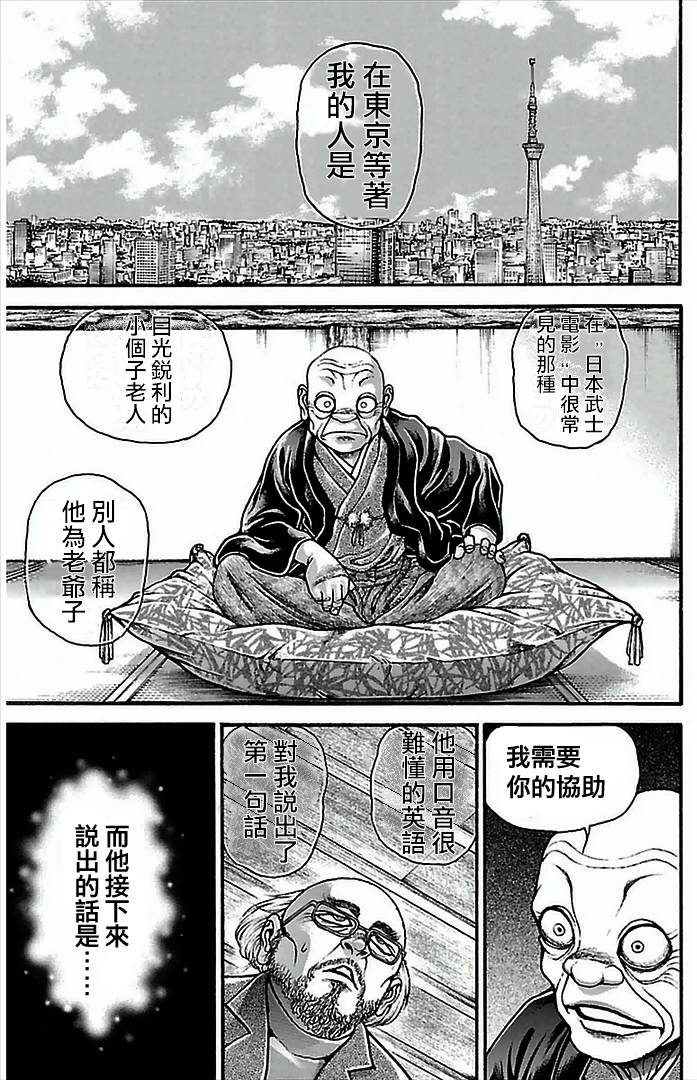 在東京等著
我的人是
在〝日本武士
電影〝中很常
見的那種
目光鋭利的
小個子老人
別人都稱
他為老爺子
我需要
你的協助
他用口音很
難懂的英語
對我説出了
第一句話
而他接下來
説出的話是……